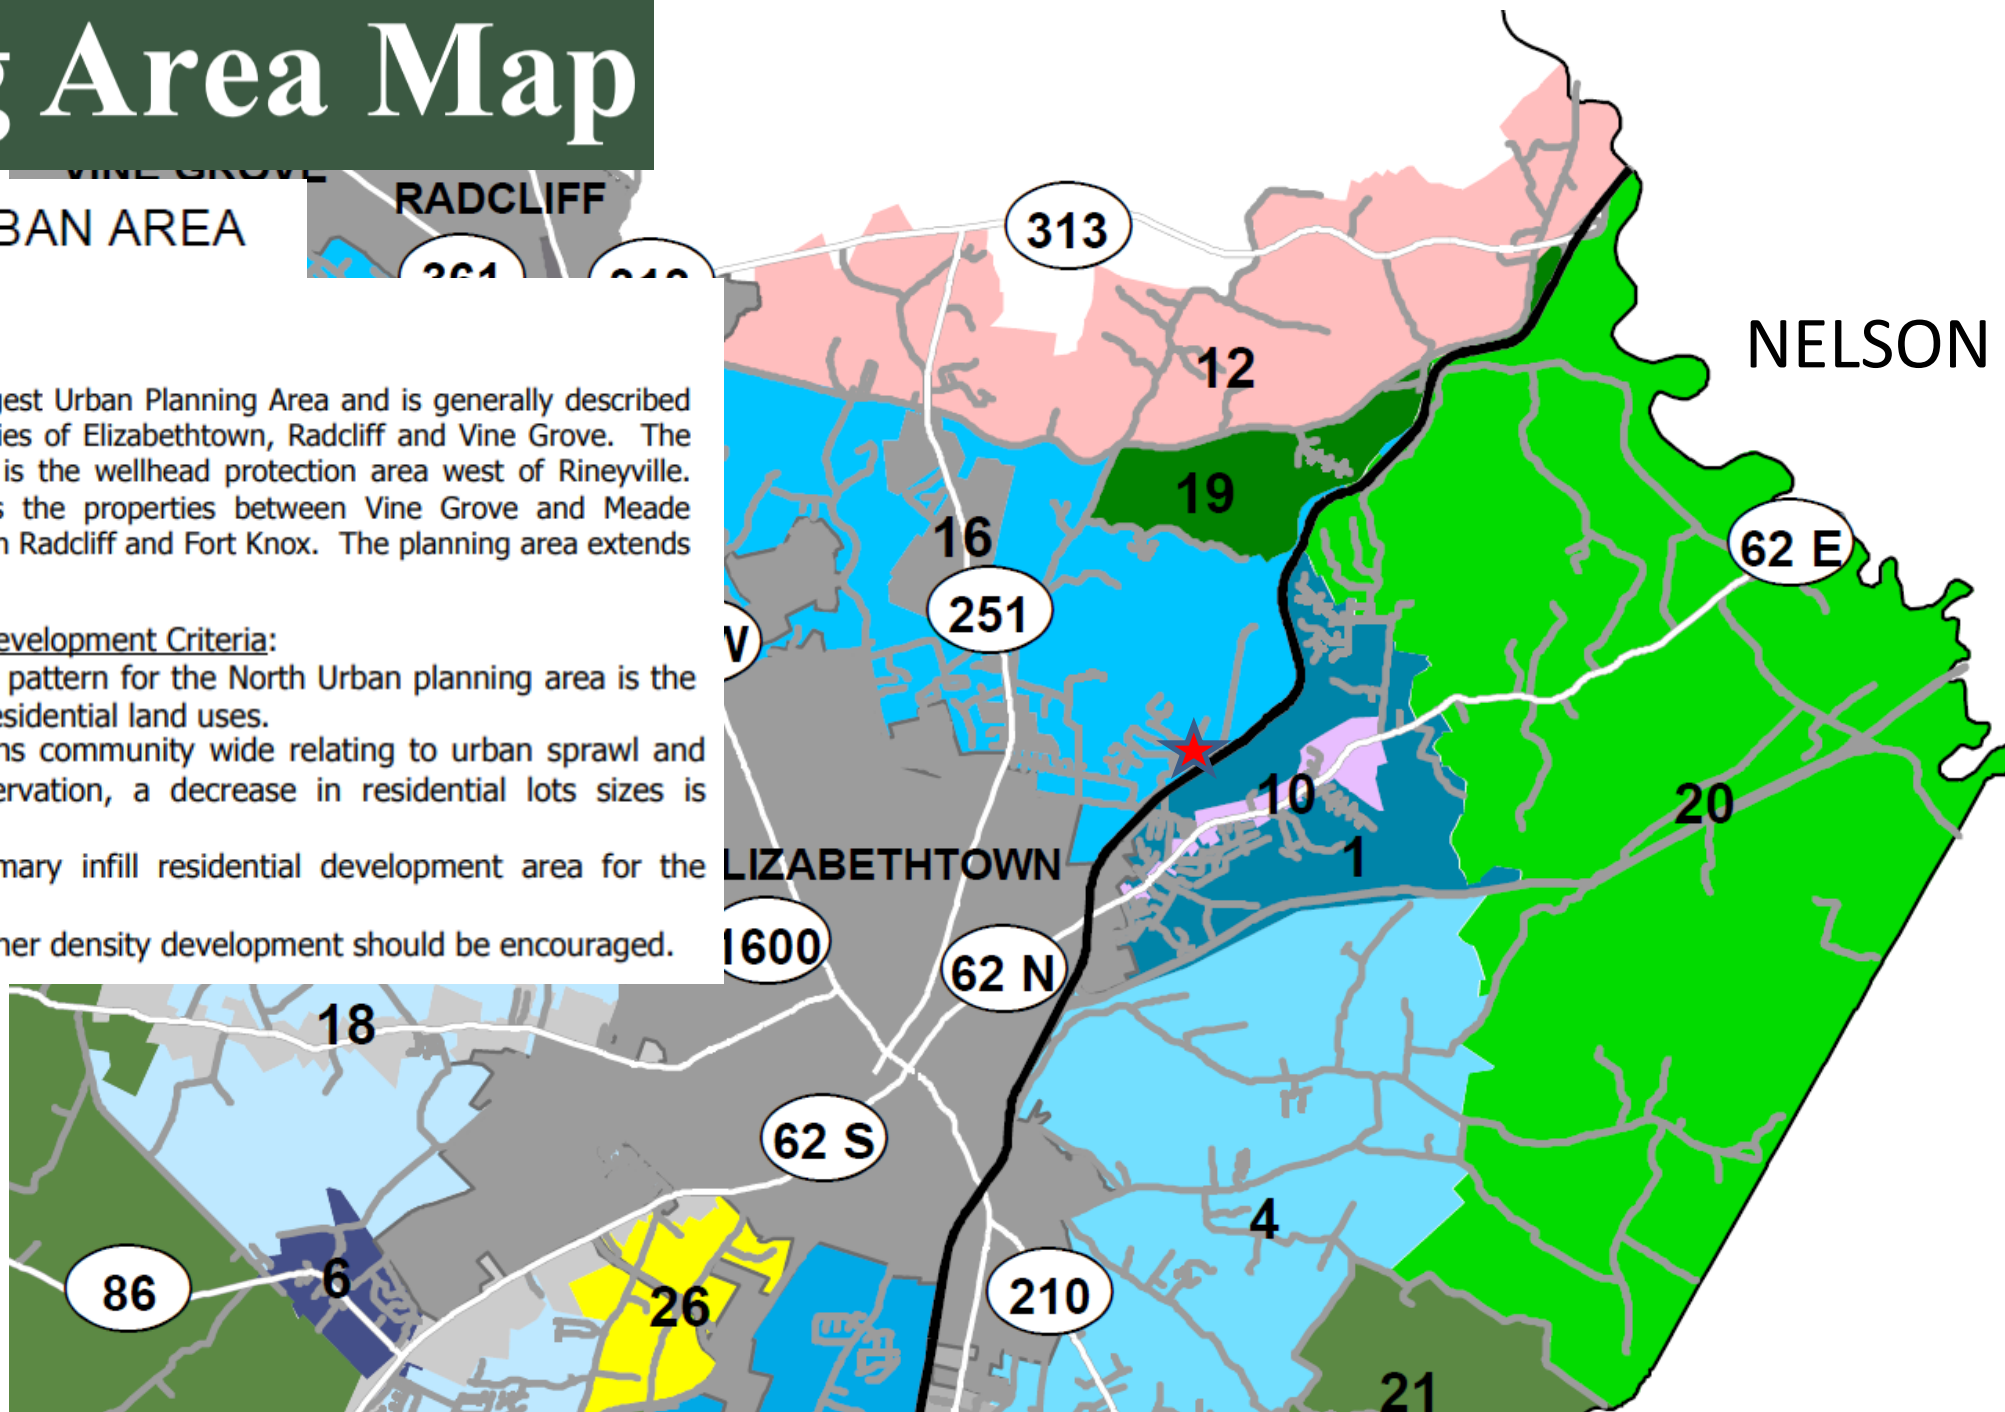 Area Map
VINE GROVE
RADCLIFF
BAN AREA
361
313
NELSON
12
gest Urban Planning Area and is generally described
ies of Elizabethtown, Radcliff and Vine Grove. The
is the wellhead protection area west of Rineyville.
s the properties between Vine Grove and Meade
n Radcliff and Fort Knox. The planning area extends
19
16
62 E
251
evelopment Criteria:
W
pattern for the North Urban planning area is the
esidential land uses.
ns community wide relating to urban sprawl and
ervation, a decrease in residential lots sizes is
10
20
mary infill residential development area for the
LIZABETHTOWN
1
her density development should be encouraged.
1600
62 N
18
62 S
4
6
86
26
210
21